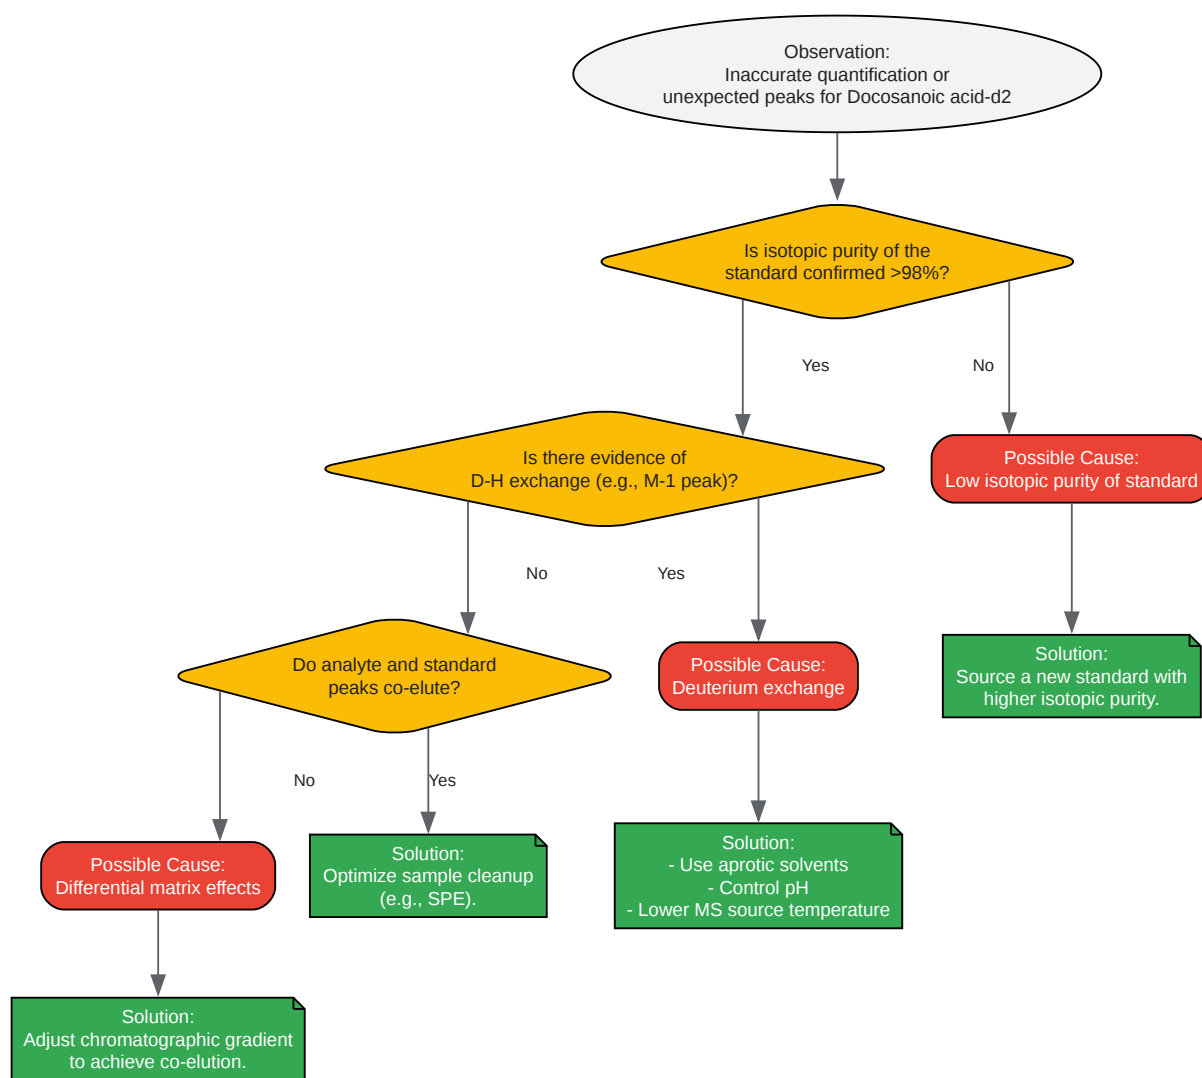 Observation:
Inaccurate quantification or
unexpected peaks for Docosanoic acid-d2
Is isotopic purity of the
standard confirmed >98%?
Yes
No
Is there evidence of
D-H exchange (e.g., M-1 peak)?
Possible Cause:
Low isotopic purity of standard
No
Yes
Do analyte and standard
peaks co-elute?
Possible Cause:
Deuterium exchange
Solution:
Source a new standard with
higher isotopic purity.
No
Yes
Possible Cause:
Differential matrix effects
Solution:
Optimize sample cleanup
(e.g., SPE).
Solution:
- Use aprotic solvents
- Control pH
- Lower MS source temperature
Solution:
Adjust chromatographic gradient
to achieve co-elution.